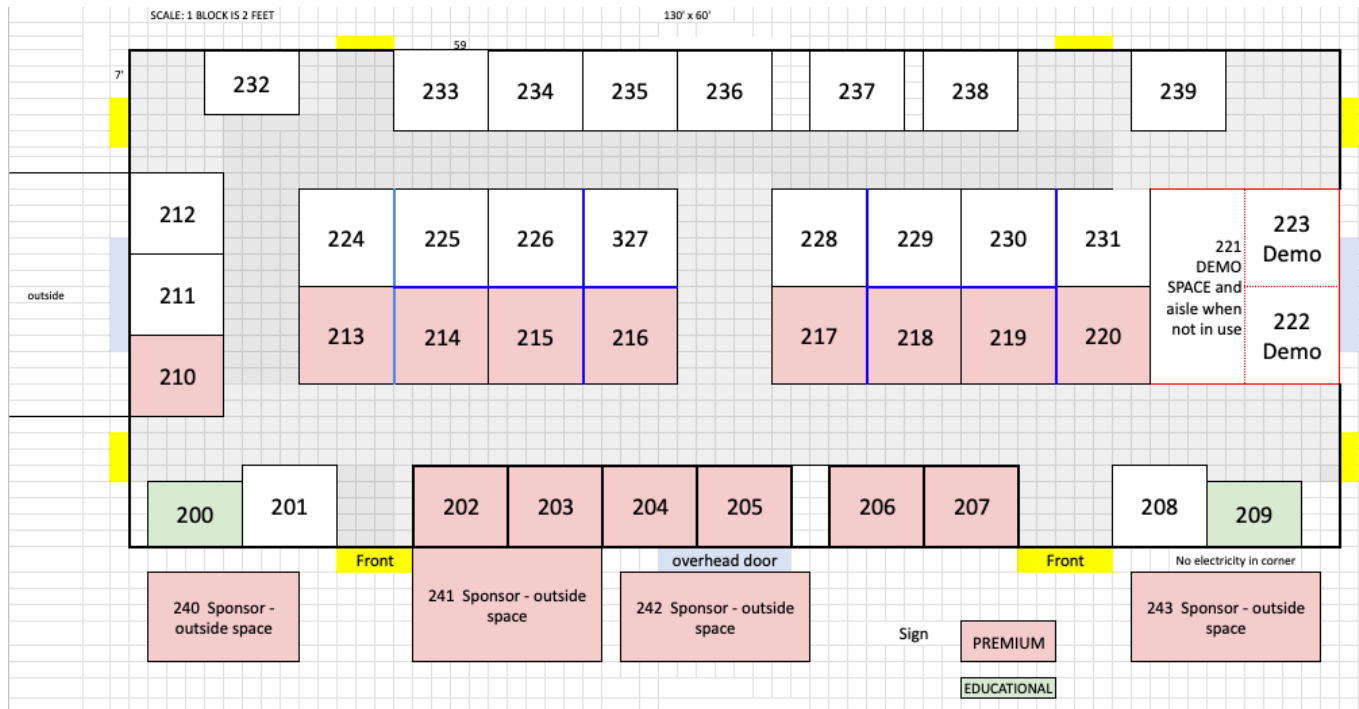 SCALE: 1 BLOCK IS 2 FEET
130' x 60'
59
7'
232
233
234
235
236
237
238
239
212
211
210
outside
224
225
226
327
228
229
230
231
213
214
215
216
217
218
219
220
221
DEMO
SPACE and
aisle when
not in use
223
Demo
222
Demo
200
201
202
203
204
205
206
207
208
209
Front
overhead door
Front
No electricity in corner
240 Sponsor -
outside space
241 Sponsor - outside
space
242 Sponsor - outside
space
243 Sponsor - outside
space
Sign
PREMIUM
EDUCATIONAL